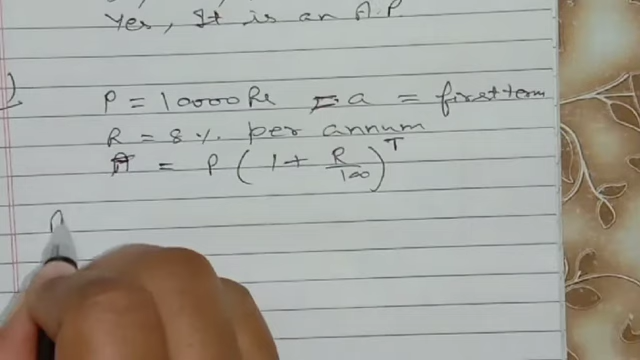 Yes, It is an A.P.
P = 10000 Rs = a = first term
R = 8 % per annum
A = P ( 1 + R/100 )^T